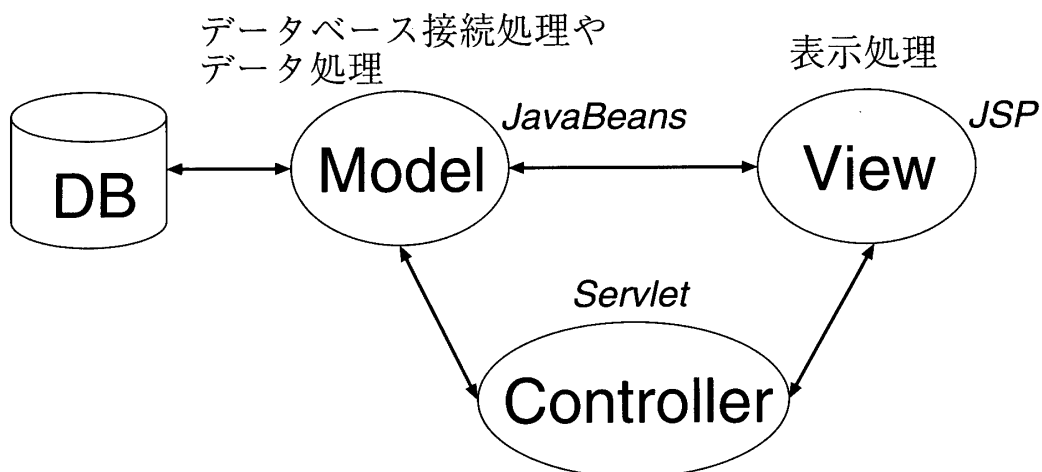 データベース接続処理や
データ処理
表示処理
JavaBeans
JSP
DB
Model
View
Servlet
Controller